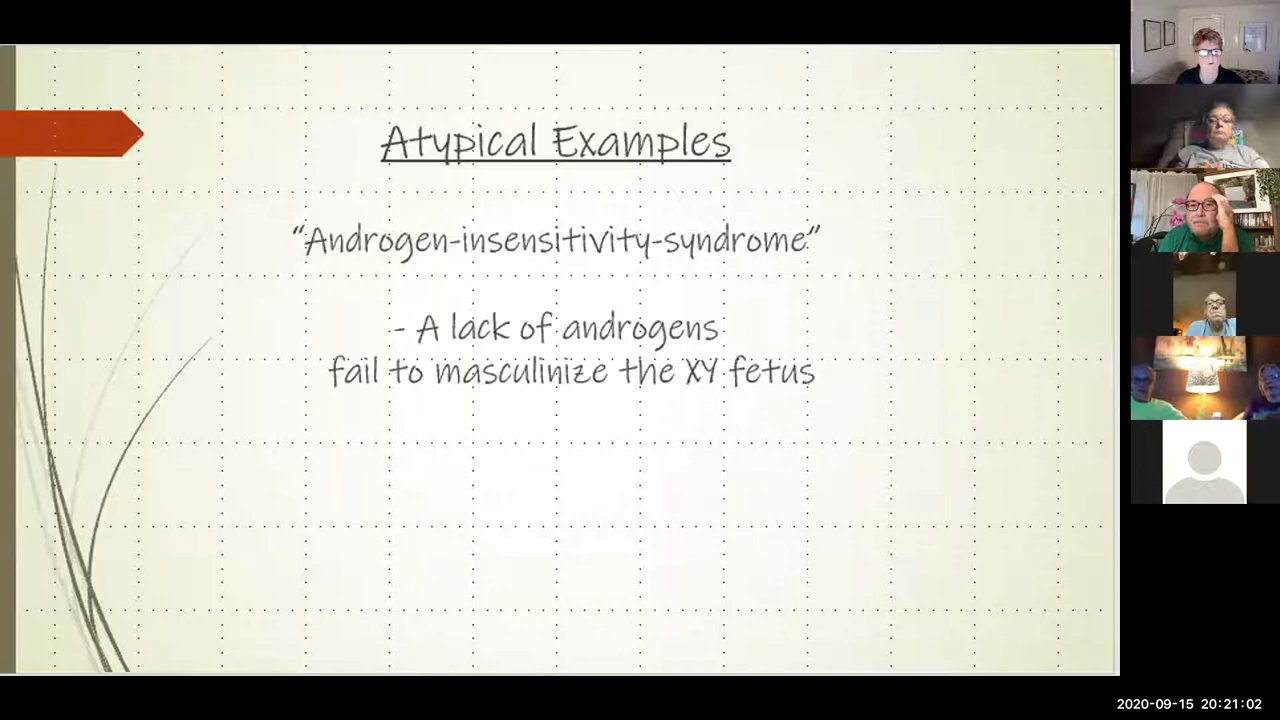 Atypical Examples
“Androgen-insensitivity-syndrome”
- A lack of androgens
fail to masculinize the XY fetus
2020-09-15 20:21:02